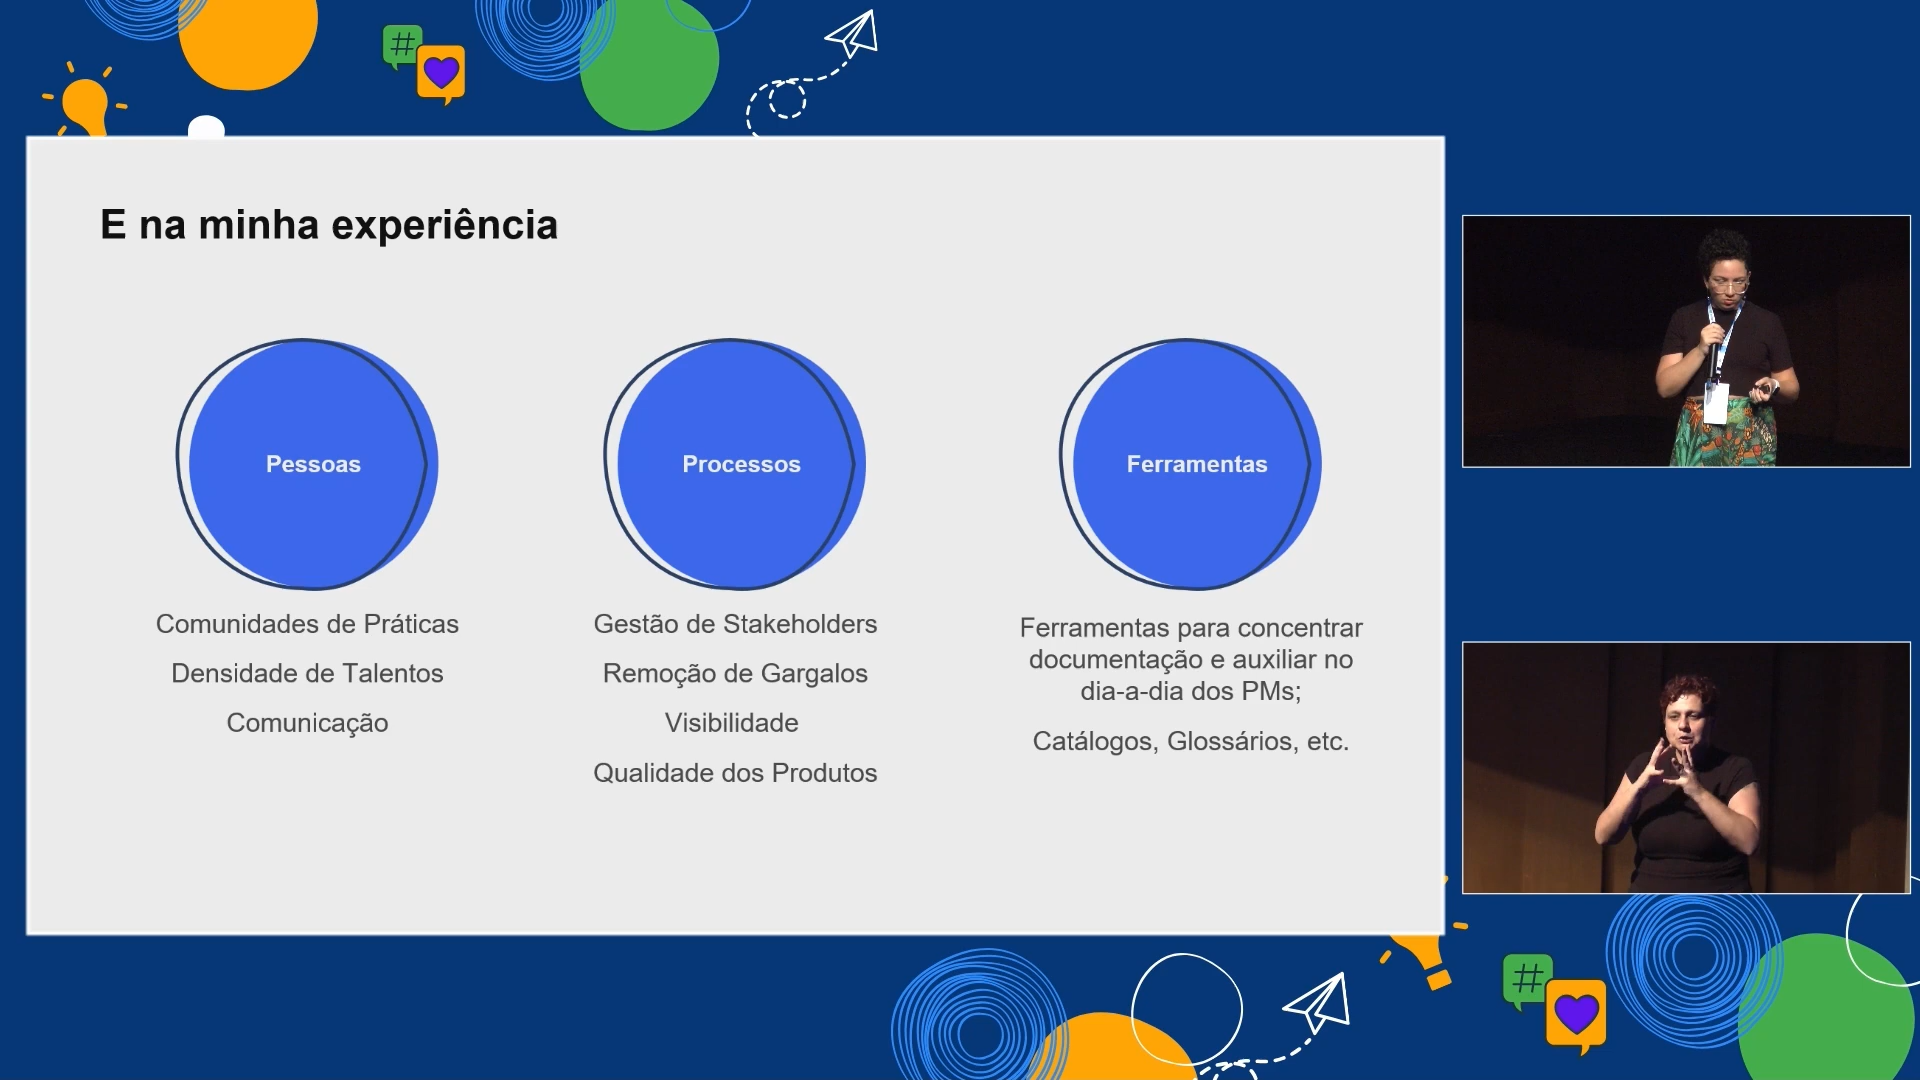 E na minha experiência
Pessoas
Comunidades de Práticas
Densidade de Talentos
Comunicação
Processos
Gestão de Stakeholders
Remoção de Gargalos
Visibilidade
Qualidade dos Produtos
Ferramentas
Ferramentas para concentrar
documentação e auxiliar no
dia-a-dia dos PMs;
Catálogos, Glossários, etc.
#
#